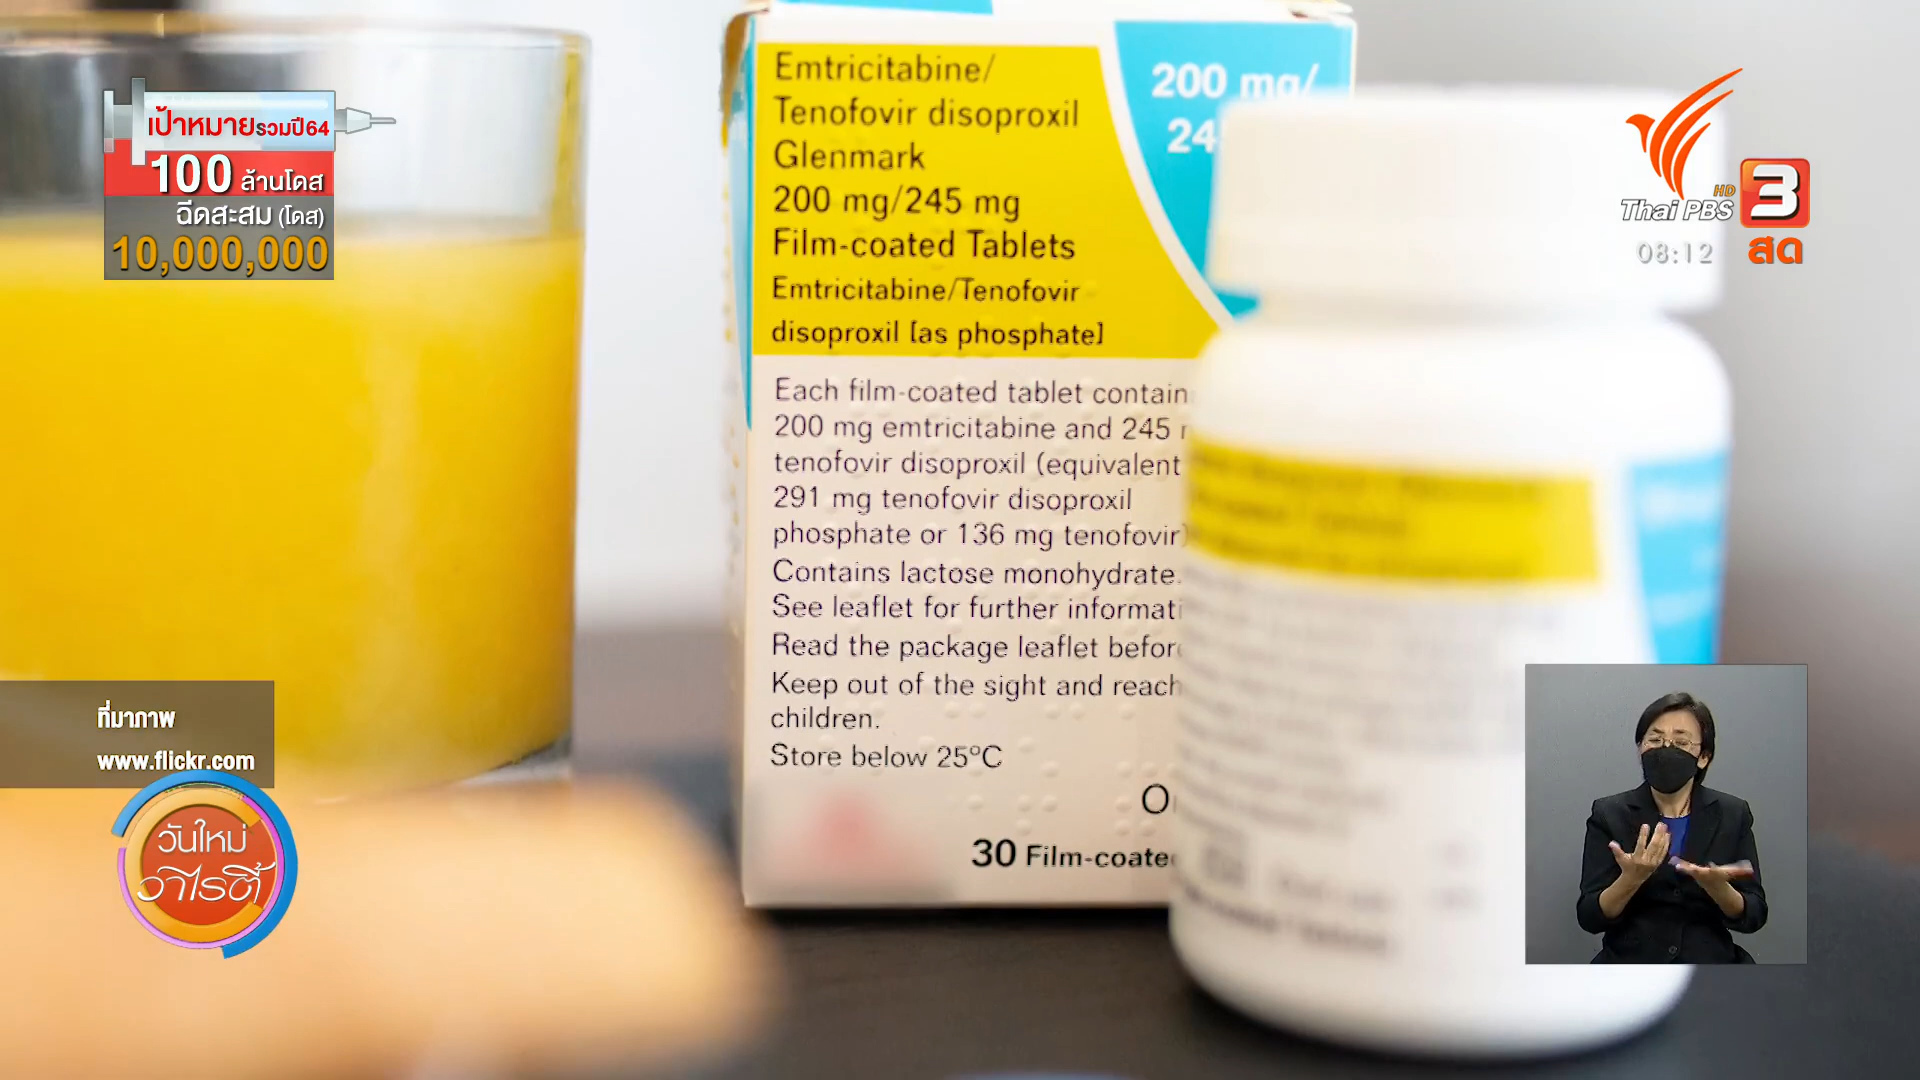 เป้าหมายรวมปี64
100 ล้านโดส
ฉีดสะสม (โดส)
10,000,000
Emtricitabine/
Tenofovir disoproxil
Glenmark
200 mg/245 mg
Film-coated Tablets
Emtricitabine/Tenofovir
disoproxil [as phosphate]
200 mg/
24
Each film-coated tablet contain
200 mg emtricitabine and 245
tenofovir disoproxil (equivalent
291 mg tenofovir disoproxil
phosphate or 136 mg tenofovir)
Contains lactose monohydrate.
See leaflet for further informati
Read the package leaflet before
Keep out of the sight and reach
children.
Store below 25°C
30 Film-coated
Thai PBS HD 3
08:12 สด
ที่มาภาพ
www.flickr.com
วันใหม่
วาไรตี้